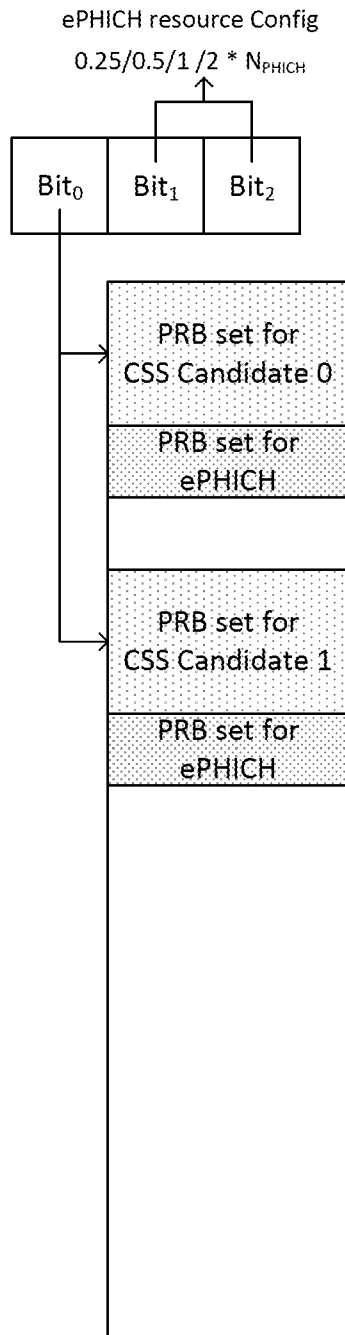 ePHICH resource Config
0.25/0.5/1 /2 * N_PHICH
Bit₀ Bit₁ Bit₂
PRB set for
CSS Candidate 0
PRB set for
ePHICH
PRB set for
CSS Candidate 1
PRB set for
ePHICH